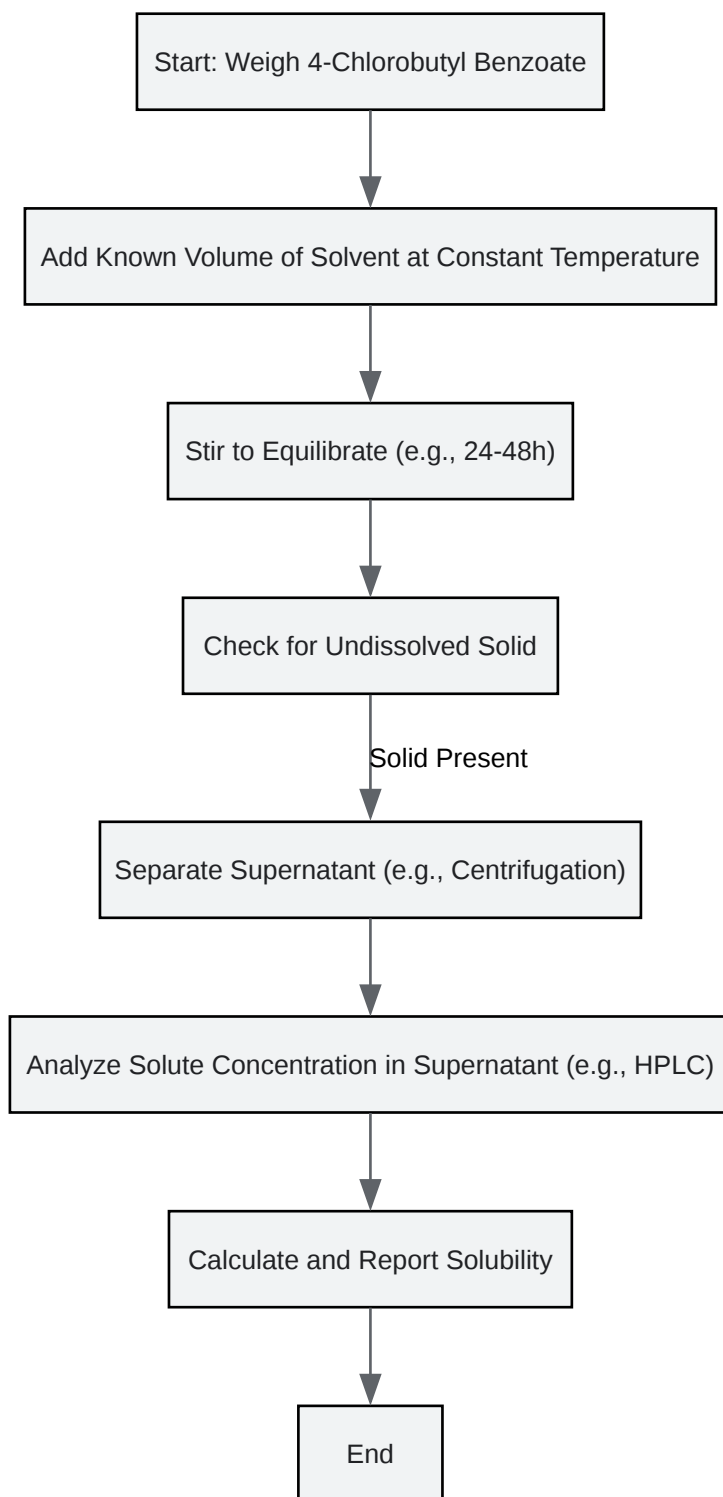 Start: Weigh 4-Chlorobutyl Benzoate
Add Known Volume of Solvent at Constant Temperature
Stir to Equilibrate (e.g., 24-48h)
Check for Undissolved Solid
Solid Present
Separate Supernatant (e.g., Centrifugation)
Analyze Solute Concentration in Supernatant (e.g., HPLC)
Calculate and Report Solubility
End